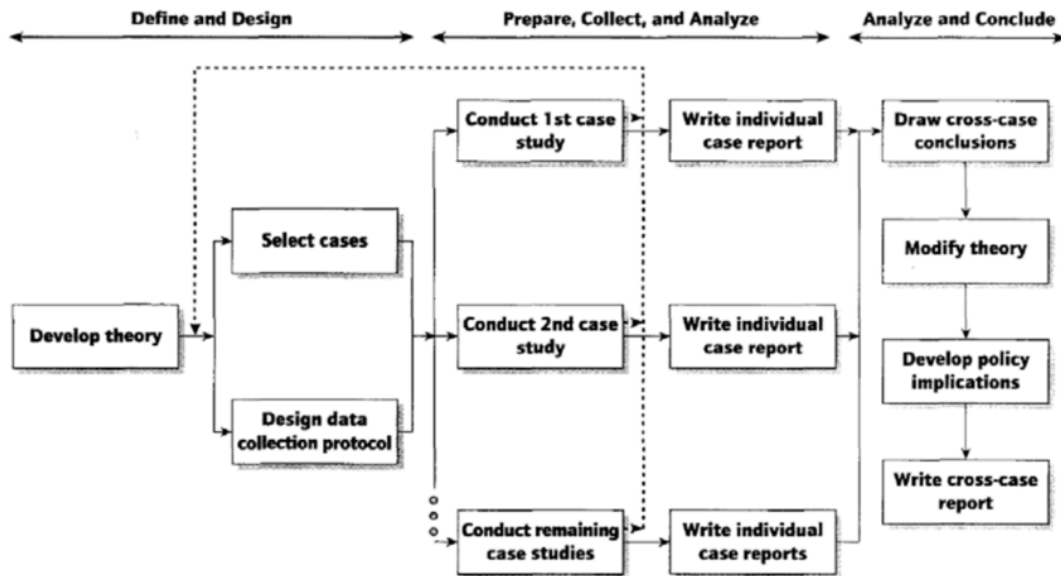 Define and Design
Prepare, Collect, and Analyze
Analyze and Conclude
Conduct 1st case
study
Write individual
case report
Draw cross-case
conclusions
Select cases
Modify theory
Develop theory
Conduct 2nd case
study
Write individual
case report
Develop policy
implications
Design data
collection protocol
Write cross-case
report
Conduct remaining
case studies
Write individual
case reports